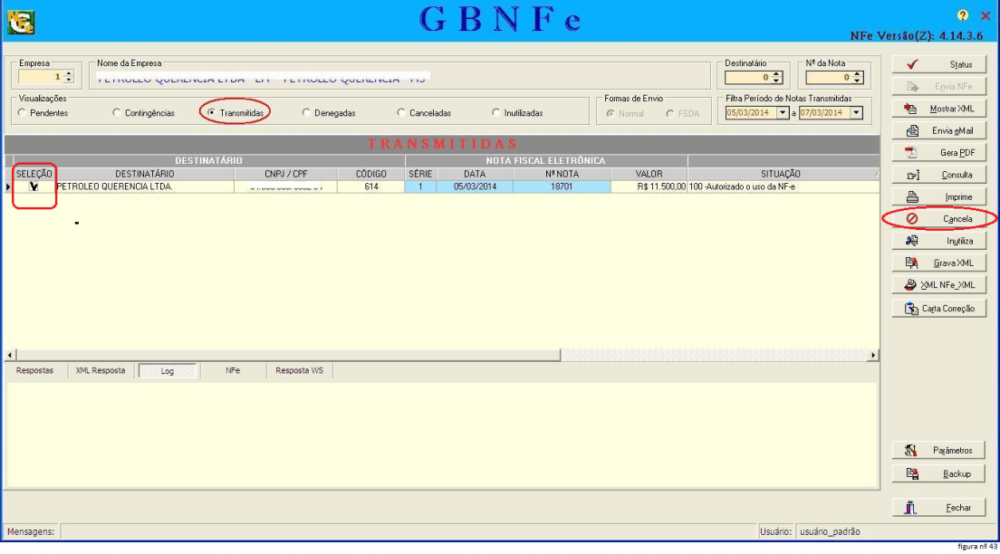 GBNFe
NFe Versão(Z): 4.14.3.6
Empresa
1
Nome da Empresa
Destinatário
0
Nº da Nota
0
Visualizações
Pendentes
Contingências
Transmitidas
Denegadas
Canceladas
Inutilizadas
Formas de Envio
Normal
FSDA
Filtra Período de Notas Transmitidas
05/03/2014 a 07/03/2014
TRANSMITIDAS
DESTINATÁRIO
NOTA FISCAL ELETRÔNICA
SELEÇÃO DESTINATÁRIO CNPJ / CPF CÓDIGO SÉRIE DATA Nº NOTA VALOR SITUAÇÃO
PETROLEO QUERENCIA LTDA. 614 1 05/03/2014 18701 R$ 11.500,00 100 -Autorizado o uso da NF-e
Respostas
XML Resposta
Log
NFe
Resposta WS
Status
Envia NFe
Mostrar XML
Envia eMail
Gera PDF
Consulta
Imprime
Cancela
Inutiliza
Grava XML
XML NFe_XML
Carta Correção
Parâmetros
Backup
Fechar
Mensagens:
Usuário: usuário_padrão
figura nº 43